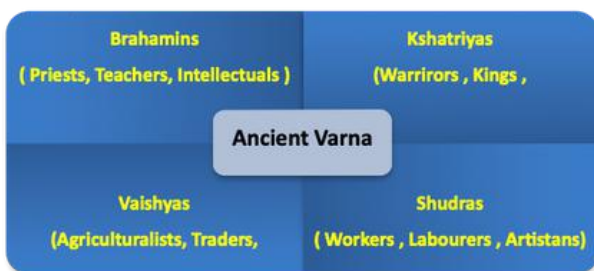 Brahamins
( Priests, Teachers, Intellectuals )
Kshatriyas
(Warrirors , Kings ,
Ancient Varna
Vaishyas
(Agriculturalists, Traders,
Shudras
( Workers , Labourers , Artistans)